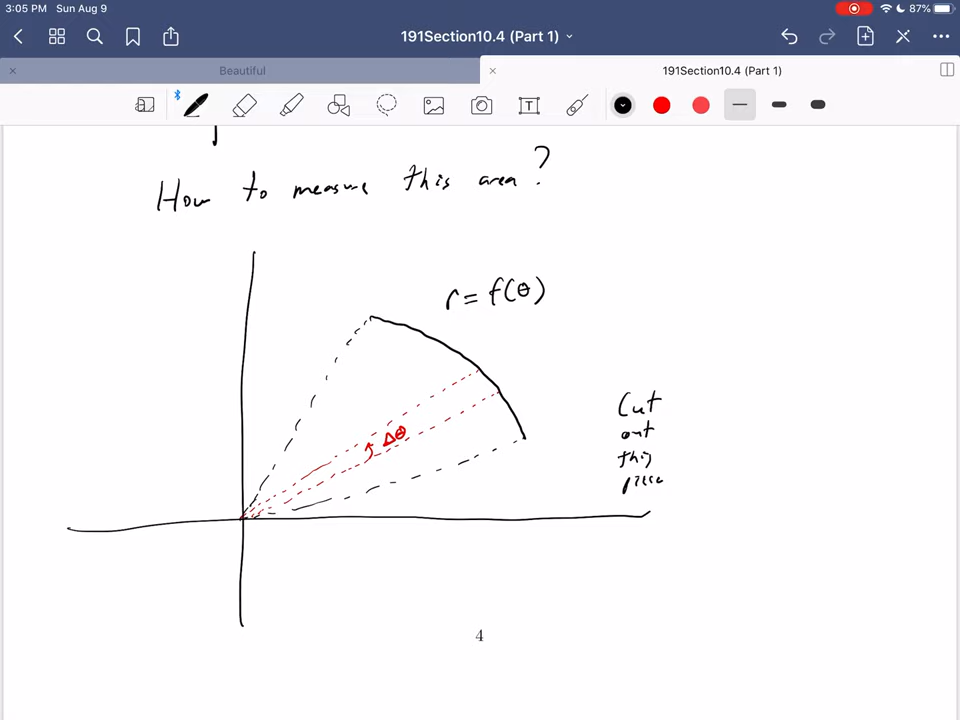 3:05 PM Sun Aug 9
87%
191Section10.4 (Part 1)
Beautiful
191Section10.4 (Part 1)
T
How to measure this area?
r = f(θ)
Δθ
Cut
out
this
piece
4